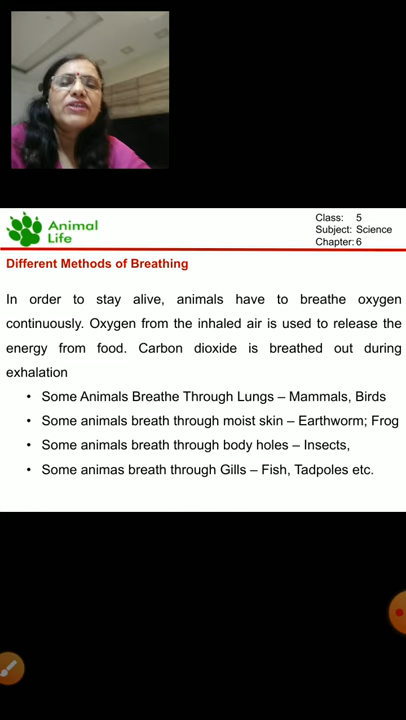 Animal
Life
Class: 5
Subject: Science
Chapter: 6
Different Methods of Breathing
In order to stay alive, animals have to breathe oxygen
continuously. Oxygen from the inhaled air is used to release the
energy from food. Carbon dioxide is breathed out during
exhalation
• Some Animals Breathe Through Lungs – Mammals, Birds
• Some animals breath through moist skin – Earthworm; Frog
• Some animals breath through body holes – Insects,
• Some animas breath through Gills – Fish, Tadpoles etc.